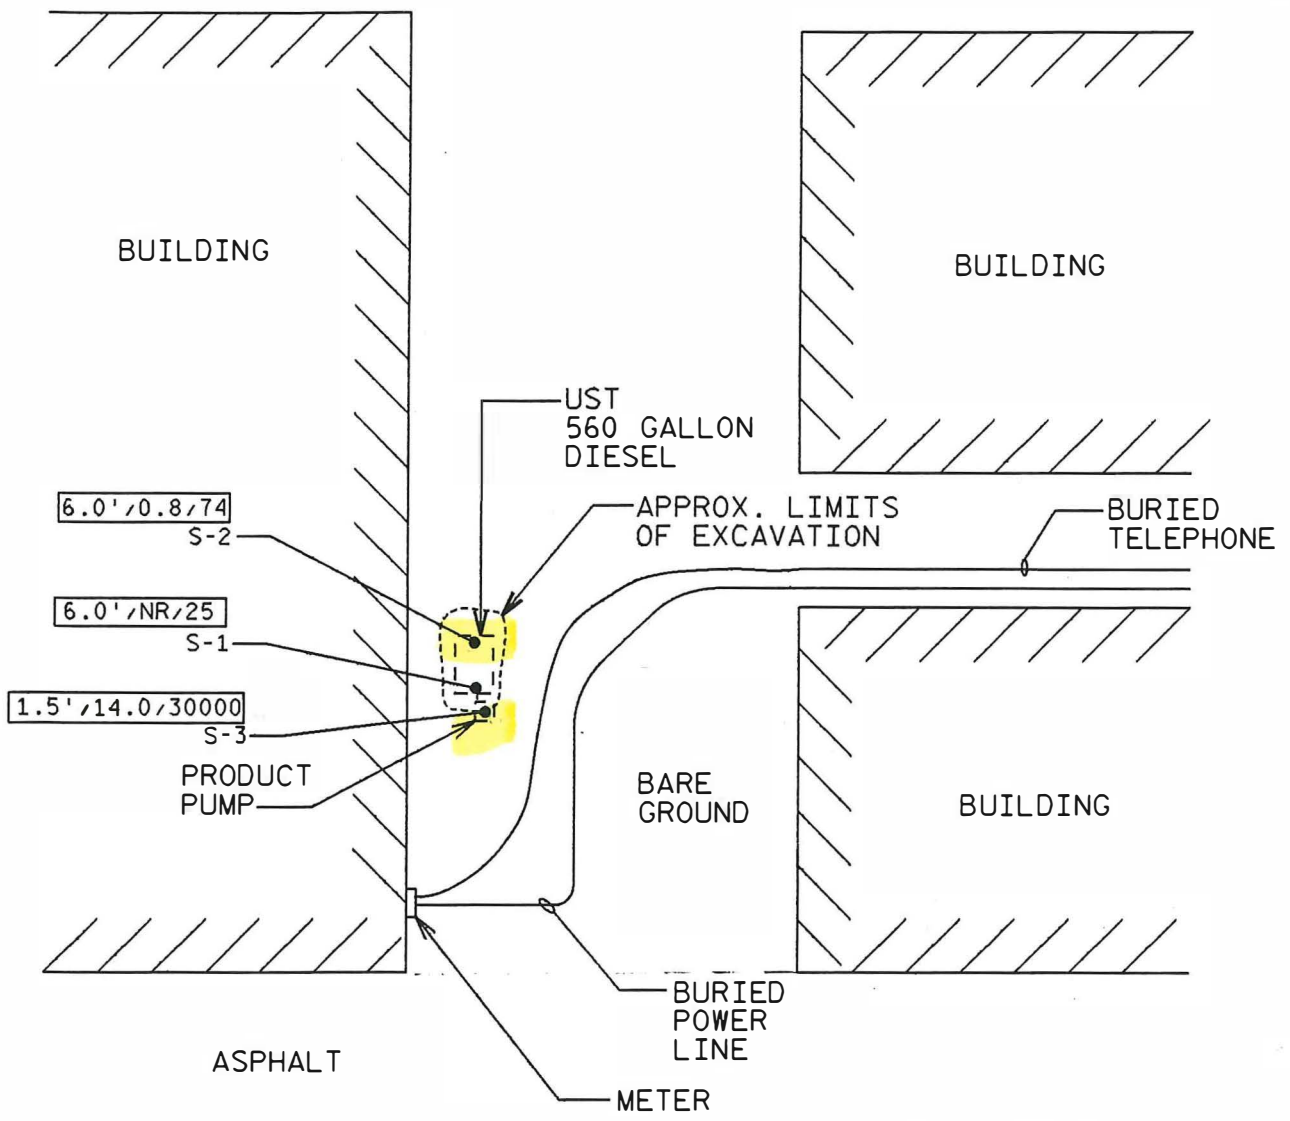 BUILDING
BUILDING
UST
560 GALLON
DIESEL
6.0'/0.8/74
S-2
APPROX. LIMITS
OF EXCAVATION
BURIED
TELEPHONE
6.0'/NR/25
S-1
1.5'/14.0/30000
S-3
PRODUCT
PUMP
BARE
GROUND
BUILDING
BURIED
POWER
LINE
ASPHALT
METER